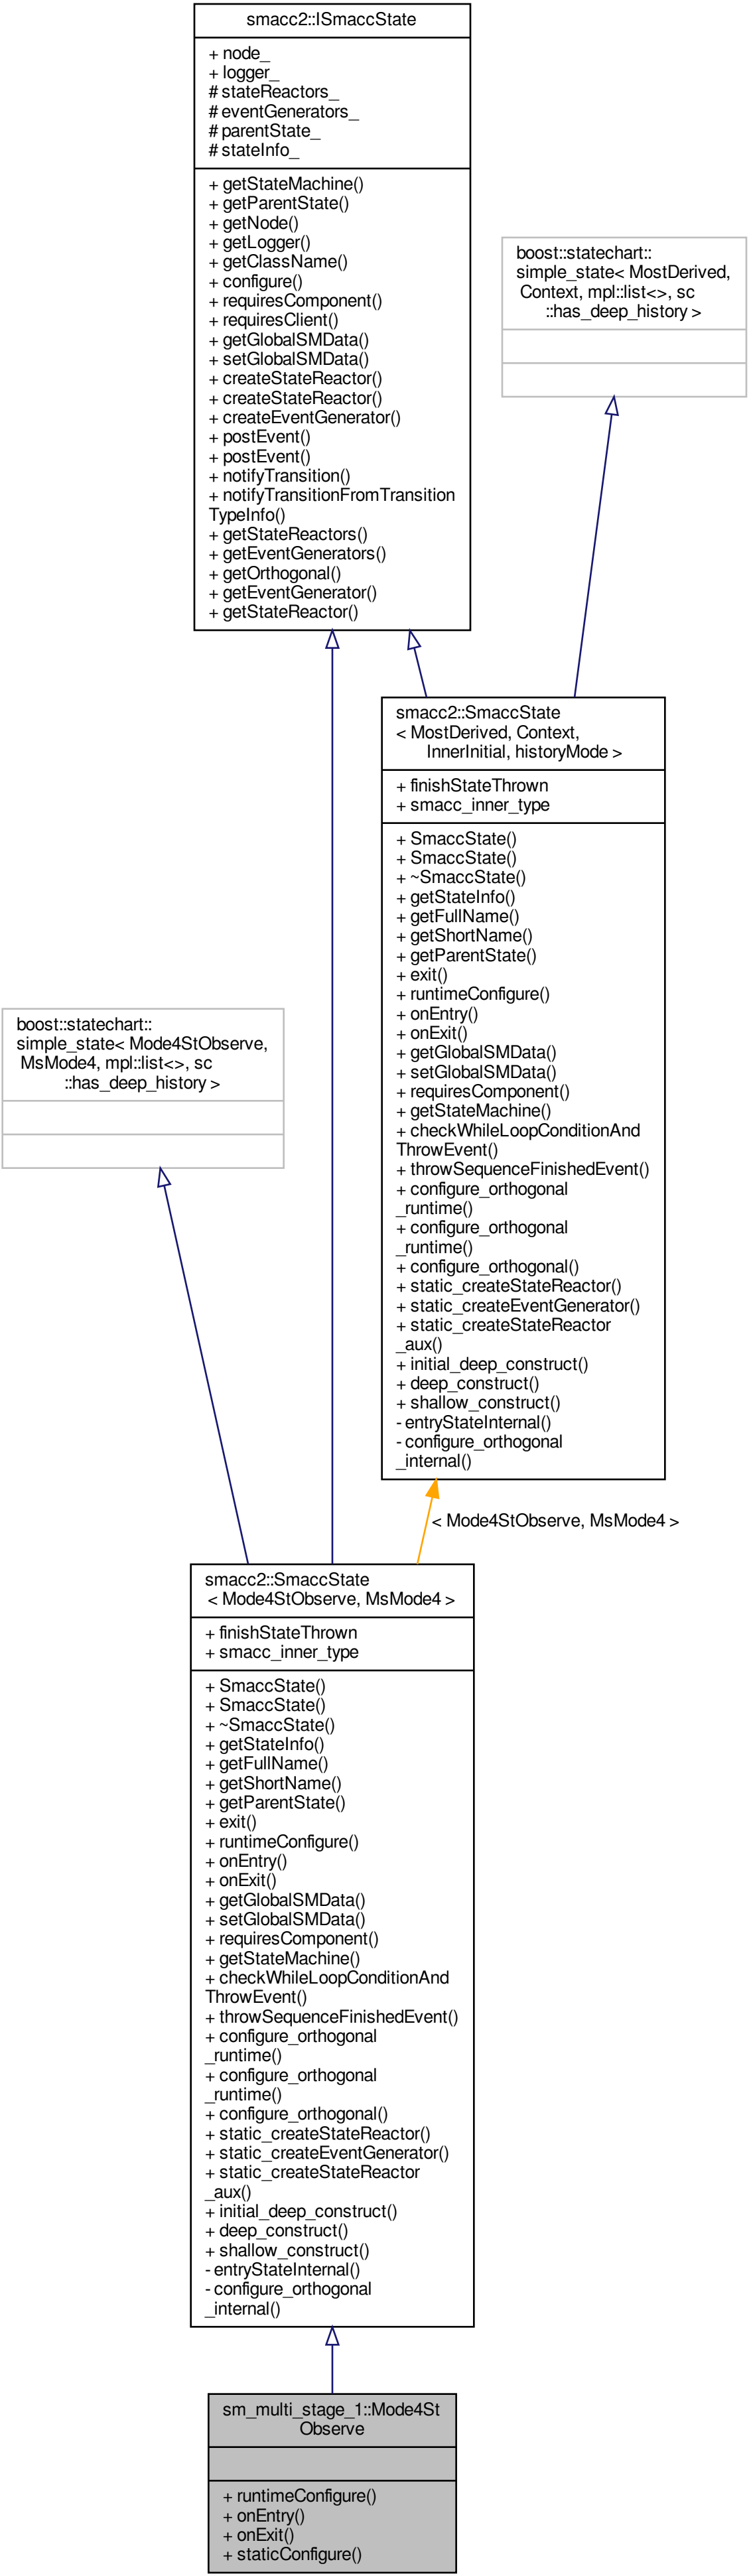 smacc2::ISmaccState
+ node_
+ logger_
# stateReactors_
# eventGenerators_
# parentState_
# stateInfo_
+ getStateMachine()
+ getParentState()
+ getNode()
+ getLogger()
+ getClassName()
+ configure()
+ requiresComponent()
+ requiresClient()
+ getGlobalSMData()
+ setGlobalSMData()
+ createStateReactor()
+ createStateReactor()
+ createEventGenerator()
+ postEvent()
+ postEvent()
+ notifyTransition()
+ notifyTransitionFromTransition
TypeInfo()
+ getStateReactors()
+ getEventGenerators()
+ getOrthogonal()
+ getEventGenerator()
+ getStateReactor()
boost::statechart::
simple_state< MostDerived,
Context, mpl::list<>, sc
::has_deep_history >
smacc2::SmaccState
< MostDerived, Context,
InnerInitial, historyMode >
+ finishStateThrown
+ smacc_inner_type
+ SmaccState()
+ SmaccState()
+ ~SmaccState()
+ getStateInfo()
+ getFullName()
+ getShortName()
+ getParentState()
+ exit()
+ runtimeConfigure()
+ onEntry()
+ onExit()
+ getGlobalSMData()
+ setGlobalSMData()
+ requiresComponent()
+ getStateMachine()
+ checkWhileLoopConditionAnd
ThrowEvent()
+ throwSequenceFinishedEvent()
+ configure_orthogonal
_runtime()
+ configure_orthogonal
_runtime()
+ configure_orthogonal()
+ static_createStateReactor()
+ static_createEventGenerator()
+ static_createStateReactor
_aux()
+ initial_deep_construct()
+ deep_construct()
+ shallow_construct()
- entryStateInternal()
- configure_orthogonal
_internal()
boost::statechart::
simple_state< Mode4StObserve,
MsMode4, mpl::list<>, sc
::has_deep_history >
< Mode4StObserve, MsMode4 >
smacc2::SmaccState
< Mode4StObserve, MsMode4 >
+ finishStateThrown
+ smacc_inner_type
+ SmaccState()
+ SmaccState()
+ ~SmaccState()
+ getStateInfo()
+ getFullName()
+ getShortName()
+ getParentState()
+ exit()
+ runtimeConfigure()
+ onEntry()
+ onExit()
+ getGlobalSMData()
+ setGlobalSMData()
+ requiresComponent()
+ getStateMachine()
+ checkWhileLoopConditionAnd
ThrowEvent()
+ throwSequenceFinishedEvent()
+ configure_orthogonal
_runtime()
+ configure_orthogonal
_runtime()
+ configure_orthogonal()
+ static_createStateReactor()
+ static_createEventGenerator()
+ static_createStateReactor
_aux()
+ initial_deep_construct()
+ deep_construct()
+ shallow_construct()
- entryStateInternal()
- configure_orthogonal
_internal()
sm_multi_stage_1::Mode4St
Observe
+ runtimeConfigure()
+ onEntry()
+ onExit()
+ staticConfigure()